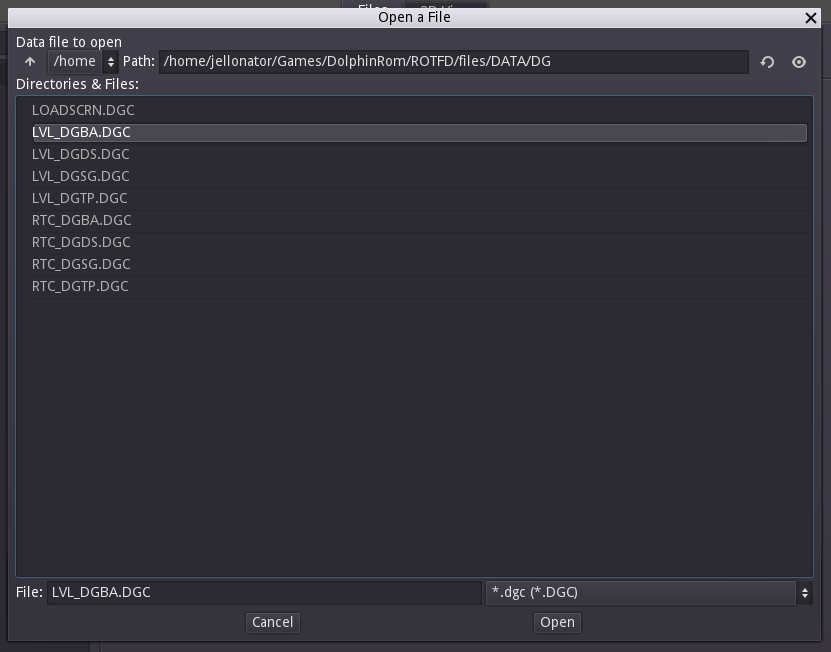 Open a File
Data file to open
/home Path: /home/jellonator/Games/DolphinRom/ROTFD/files/DATA/DG
Directories & Files:
LOADSCRN.DGC
LVL_DGBA.DGC
LVL_DGDS.DGC
LVL_DGSG.DGC
LVL_DGTP.DGC
RTC_DGBA.DGC
RTC_DGDS.DGC
RTC_DGSG.DGC
RTC_DGTP.DGC
File: LVL_DGBA.DGC *.dgc (*.DGC)
Cancel Open